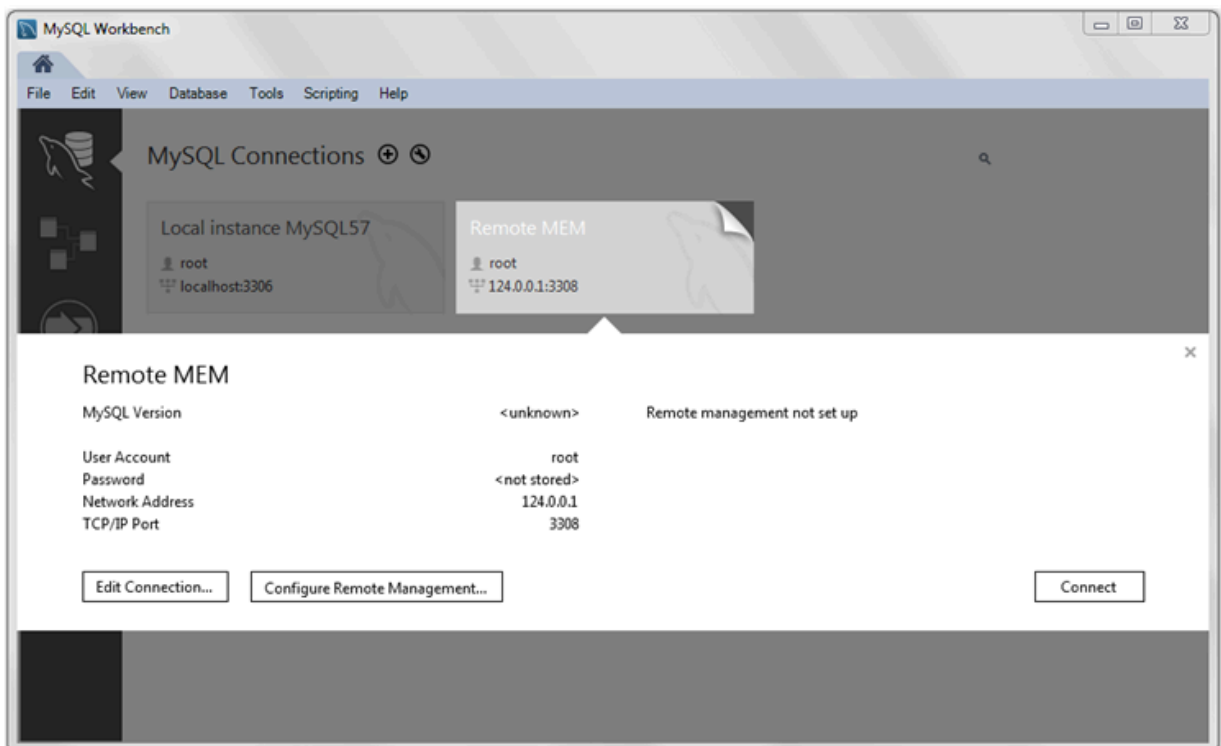 MySQL Workbench
File Edit View Database Tools Scripting Help
MySQL Connections
Local instance MySQL57
root
localhost:3306
Remote MEM
root
124.0.0.1:3308
Remote MEM
MySQL Version <unknown> Remote management not set up
User Account root
Password <not stored>
Network Address 124.0.0.1
TCP/IP Port 3308
Edit Connection... Configure Remote Management... Connect